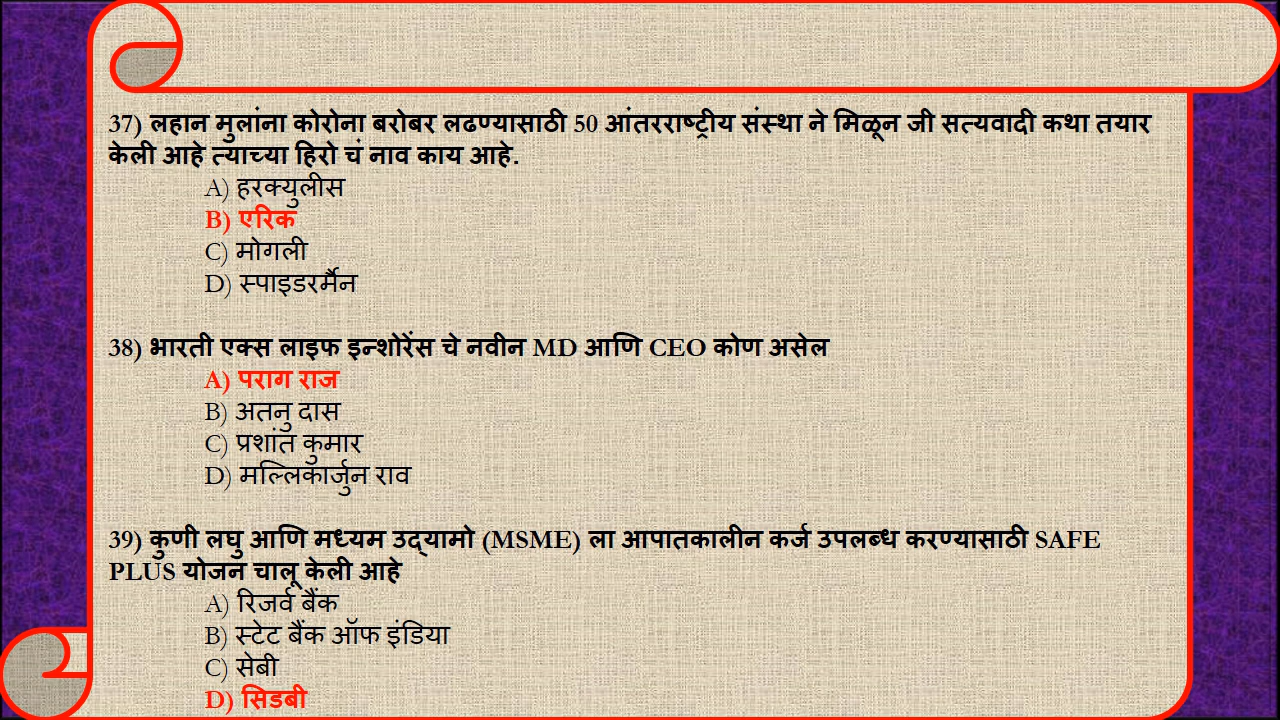 37) लहान मुलांना कोरोना बरोबर लढण्यासाठी 50 आंतरराष्ट्रीय संस्था ने मिळून जी सत्यवादी कथा तयार
केली आहे त्याच्या हिरो चं नाव काय आहे.
A) हरक्युलीस
B) एरिक
C) मोगली
D) स्पाइडरमैन
38) भारती एक्स लाइफ इन्शोरेंस चे नवीन MD आणि CEO कोण असेल
A) पराग राज
B) अतनु दास
C) प्रशांत कुमार
D) मल्लिकार्जुन राव
39) कुणी लघु आणि मध्यम उद्यामो (MSME) ला आपातकालीन कर्ज उपलब्ध करण्यासाठी SAFE
PLUS योजन चालू केली आहे
A) रिजर्व बैंक
B) स्टेट बैंक ऑफ इंडिया
C) सेबी
D) सिडबी